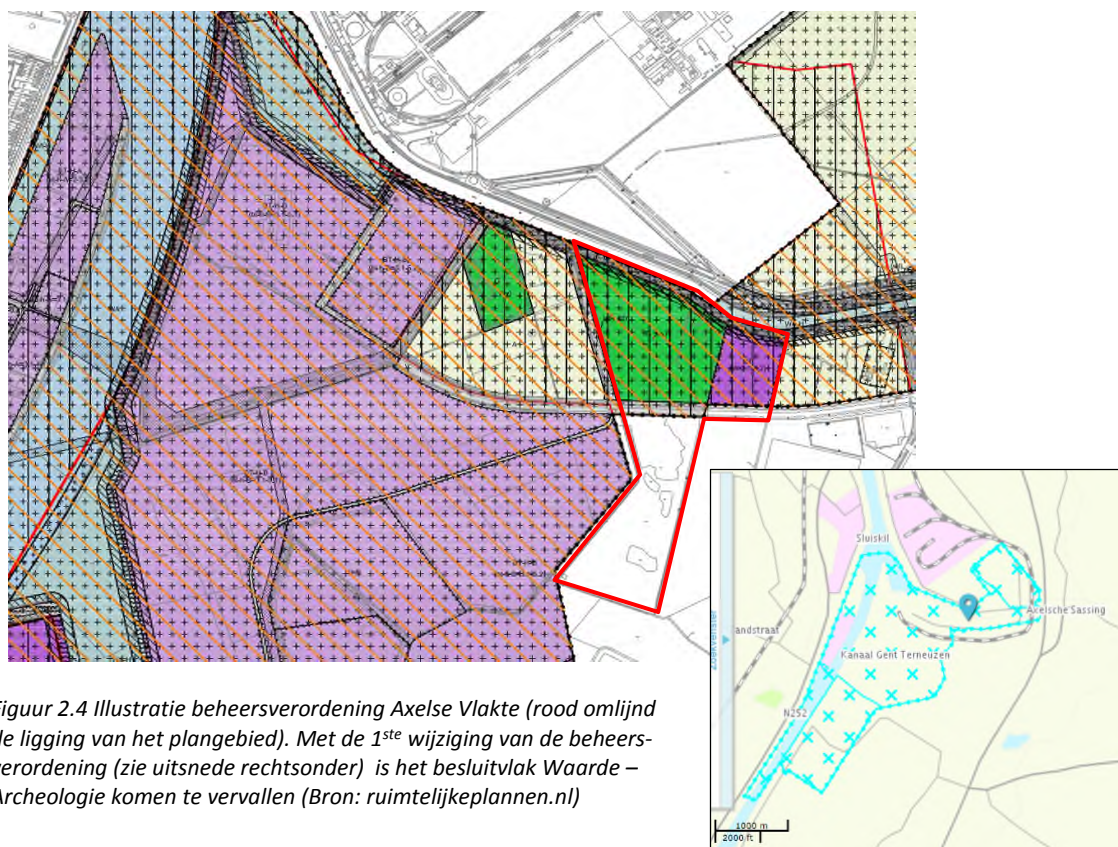 Sluiskil
Axelsche Sassing
andstraat
Kanaal Gent Terneuzen
N252
1000 m
2000 ft
iguur 2.4 Illustratie beheersverordening Axelse Vlakte (rood omlijnd
de ligging van het plangebied). Met de 1ste wijziging van de beheers-
verordening (zie uitsnede rechtsonder) is het besluitvlak Waarde –
Archeologie komen te vervallen (Bron: ruimtelijkeplannen.nl)